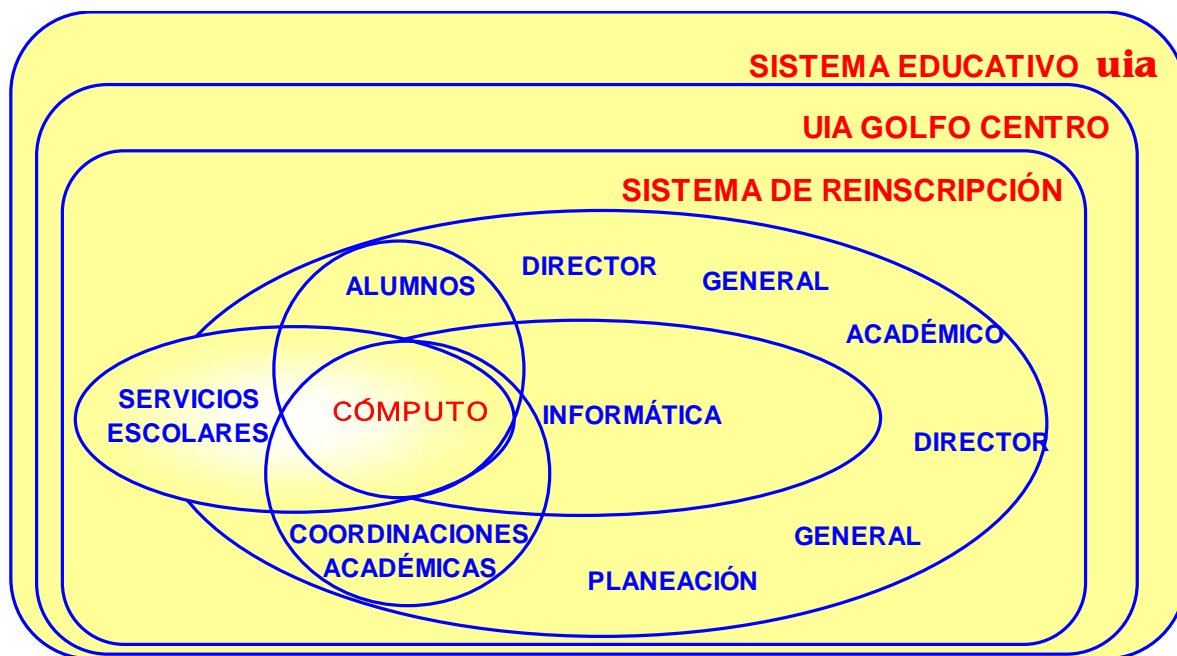 SISTEMA EDUCATIVO uia
UIA GOLFO CENTRO
SISTEMA DE REINSCRIPCIÓN
DIRECTOR
GENERAL
ALUMNOS
ACADÉMICO
SERVICIOS
ESCOLARES
CÓMPUTO
INFORMÁTICA
DIRECTOR
COORDINACIONES
ACADÉMICAS
GENERAL
PLANEACIÓN